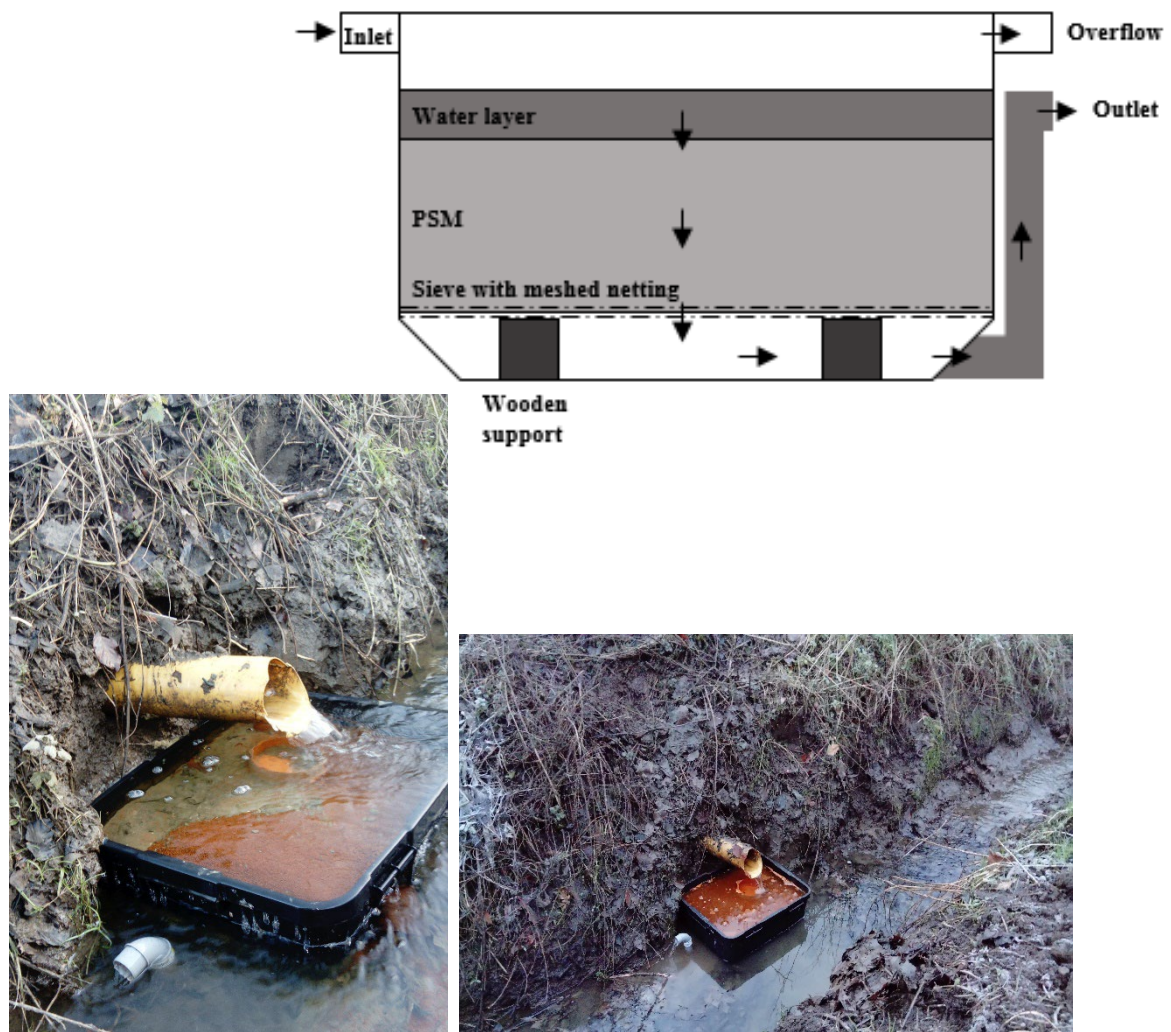 Inlet
Overflow
Water layer
Outlet
PSM
Sieve with meshed netting
Wooden
support